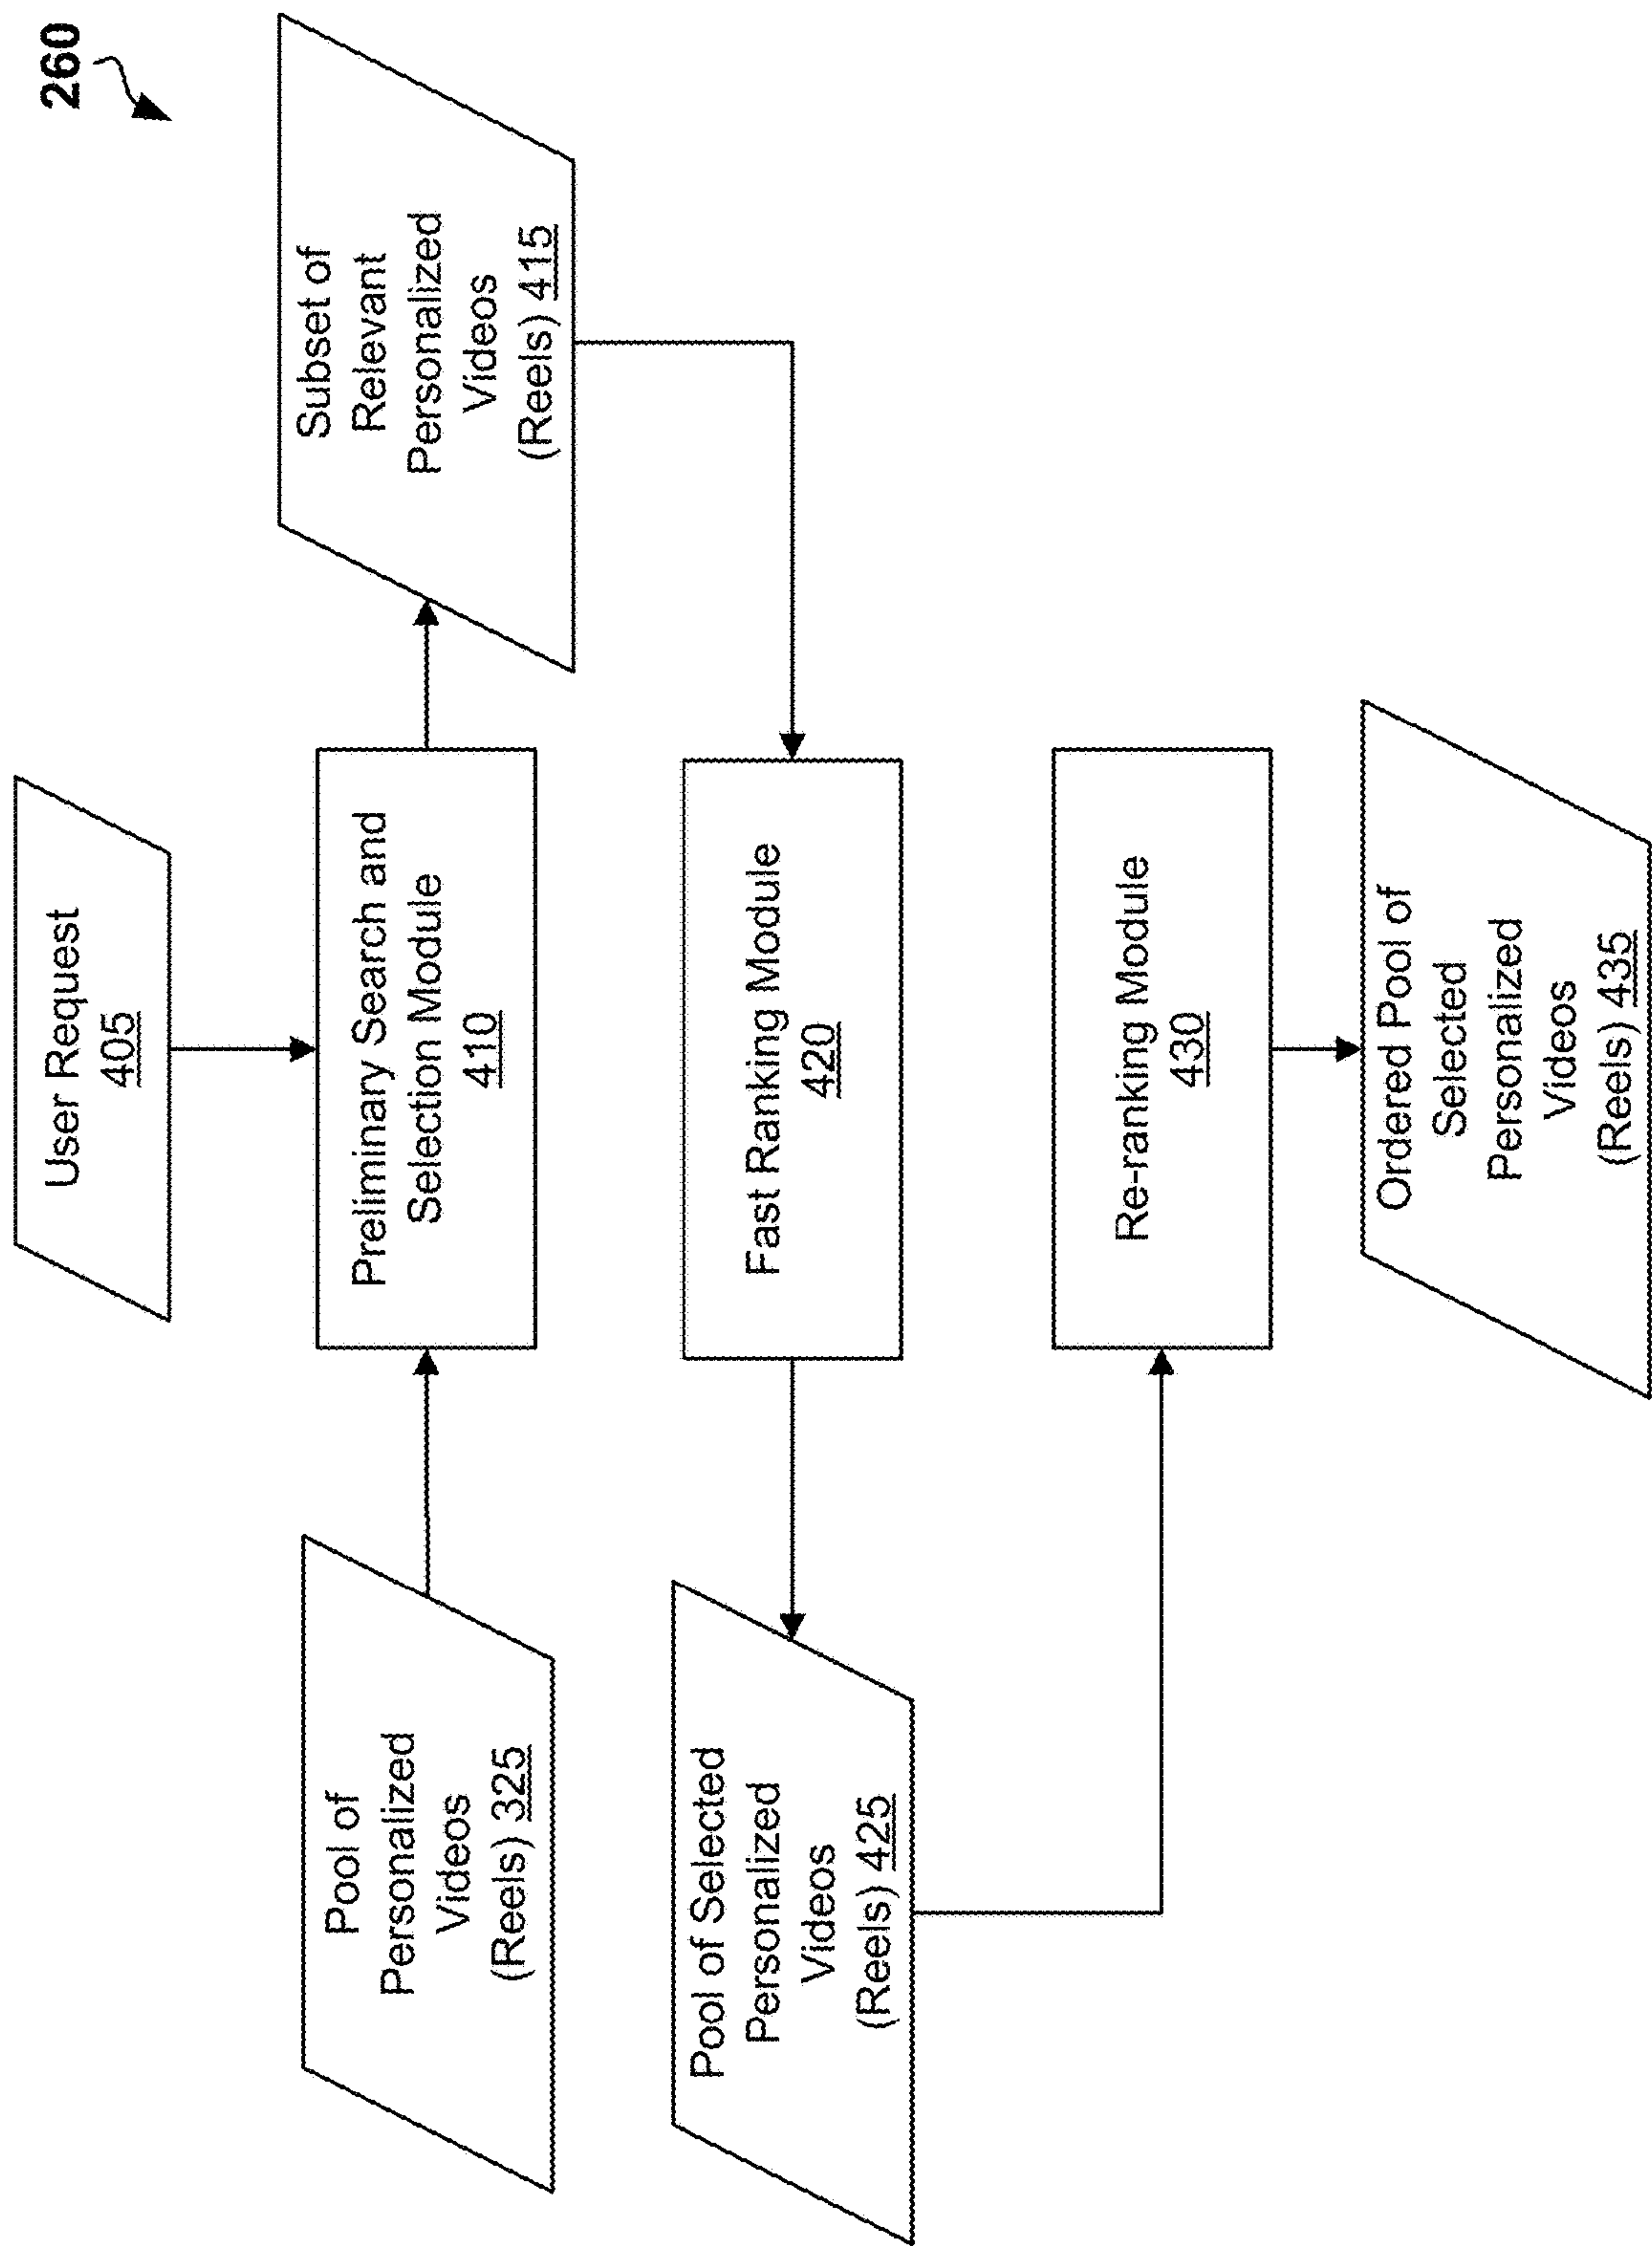 260
User Request
405
Pool of
Personalized
Videos
(Reels) 325
Preliminary Search and
Selection Module
410
Subset of
Relevant
Personalized
Videos
(Reels) 415
Pool of Selected
Personalized
Videos
(Reels) 425
Fast Ranking Module
420
Re-ranking Module
430
Ordered Pool of
Selected
Personalized
Videos
(Reels) 435